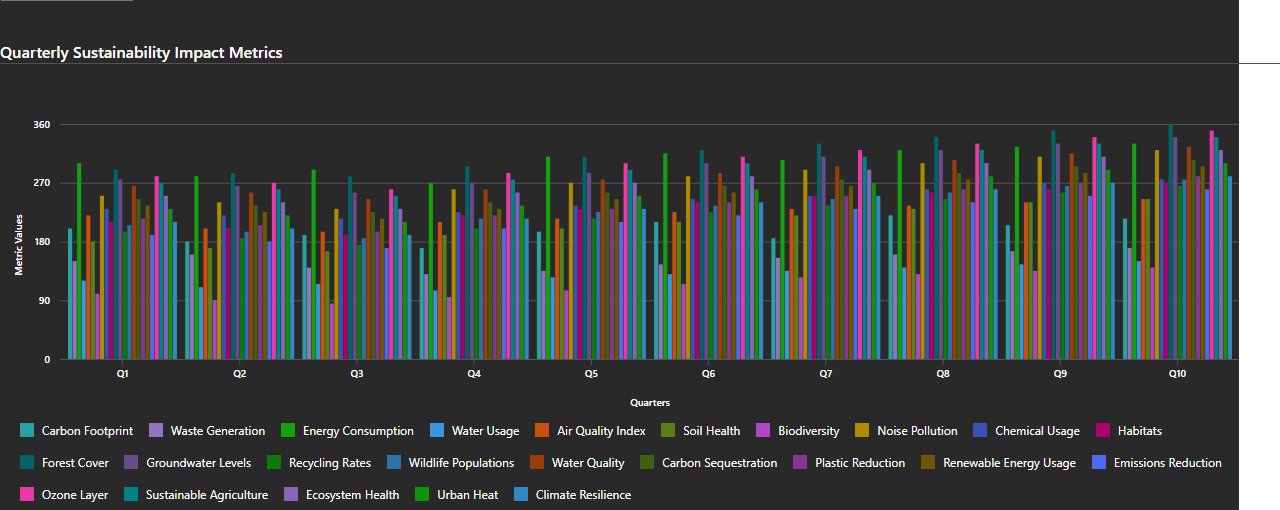 Quarterly Sustainability Impact Metrics
360
270
180
90
0
Metric Values
Q1 Q2 Q3 Q4 Q5 Q6 Q7 Q8 Q9 Q10
Quarters
Carbon Footprint Waste Generation Energy Consumption Water Usage Air Quality Index Soil Health Biodiversity Noise Pollution Chemical Usage Habitats
Forest Cover Groundwater Levels Recycling Rates Wildlife Populations Water Quality Carbon Sequestration Plastic Reduction Renewable Energy Usage Emissions Reduction
Ozone Layer Sustainable Agriculture Ecosystem Health Urban Heat Climate Resilience